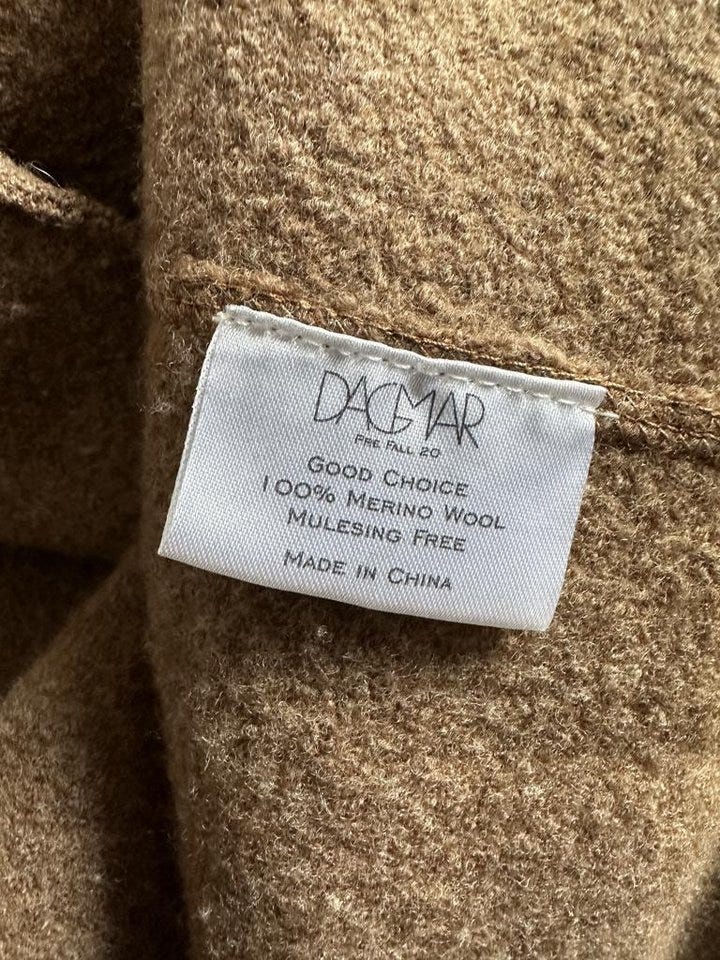 DAGMAR
PRE FALL 20
GOOD CHOICE
100% MERINO WOOL
MULESING FREE
MADE IN CHINA